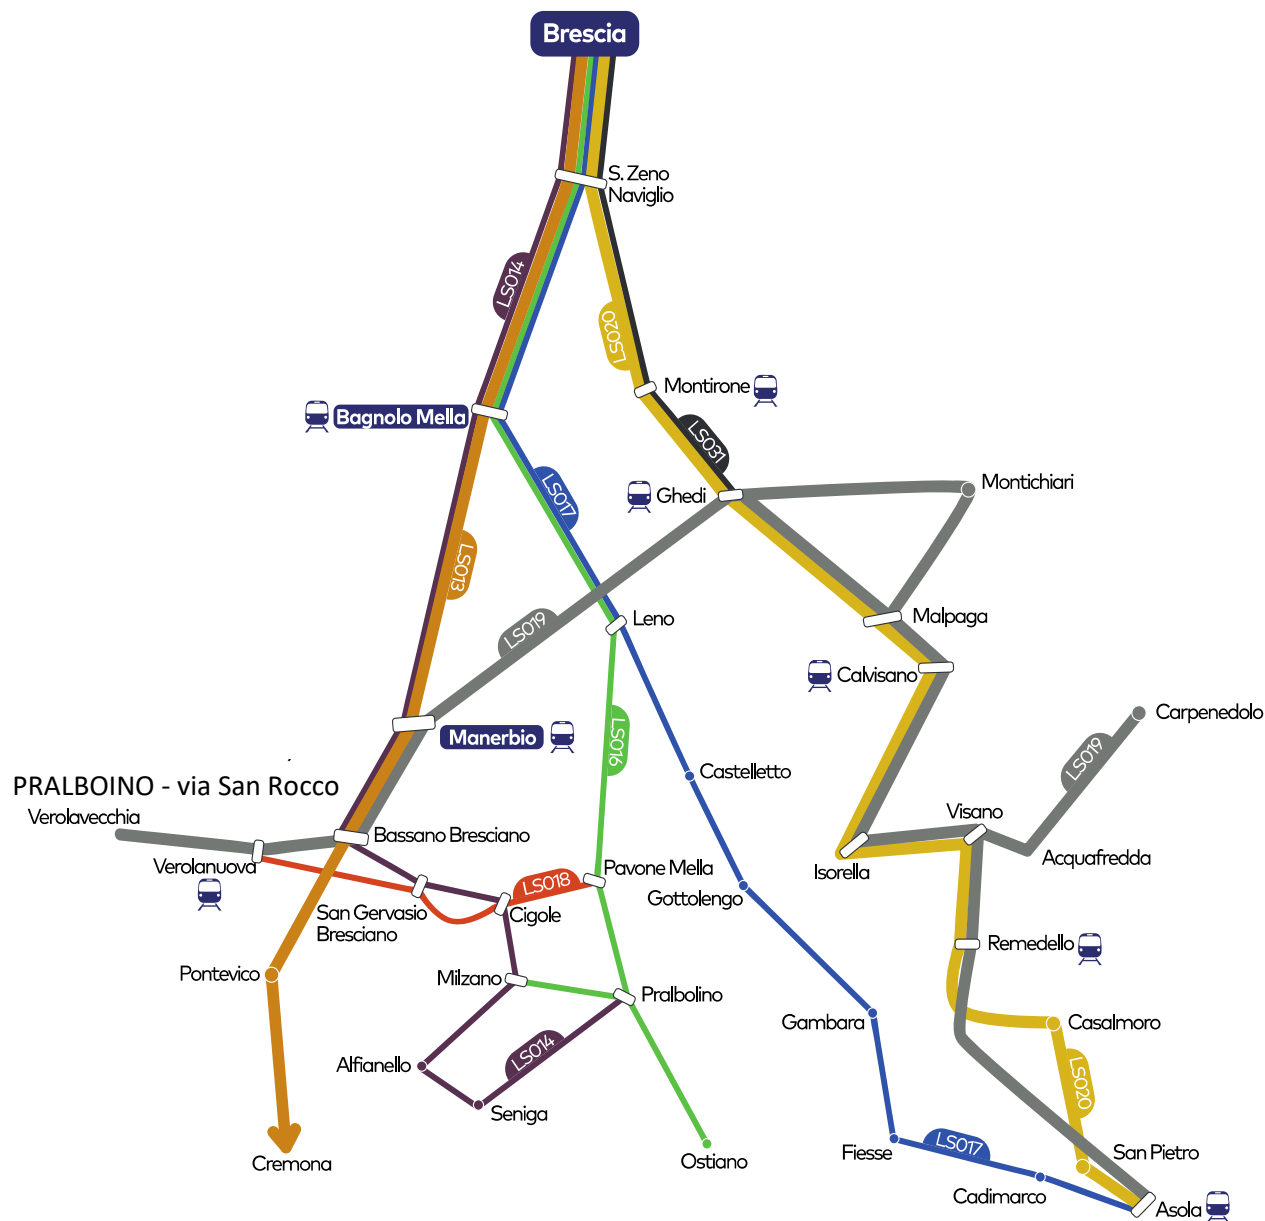 Brescia
S. Zeno
Naviglio
LS014
LS020
Montirone
Bagnolo Mella
LS031
LS017
Ghedi
Montichiari
LS013
LS019
Leno
Malpaga
Calvisano
Carpenedolo
Manerbio
LS016
LS019
Castelletto
PRALBOINO - via San Rocco
Verolavecchia
Bassano Bresciano
Visano
Verolanuova
Pavone Mella
Isorella
Acquafredda
LS018
Gottolengo
San Gervasio
Bresciano
Cigole
Remedello
Pontevico
Milzano
Pralbolino
Gambara
Casalmoro
LS014
Alfianello
LS020
Seniga
Cremona
Ostiano
Fiesse
LS017
San Pietro
Cadimarco
Asola